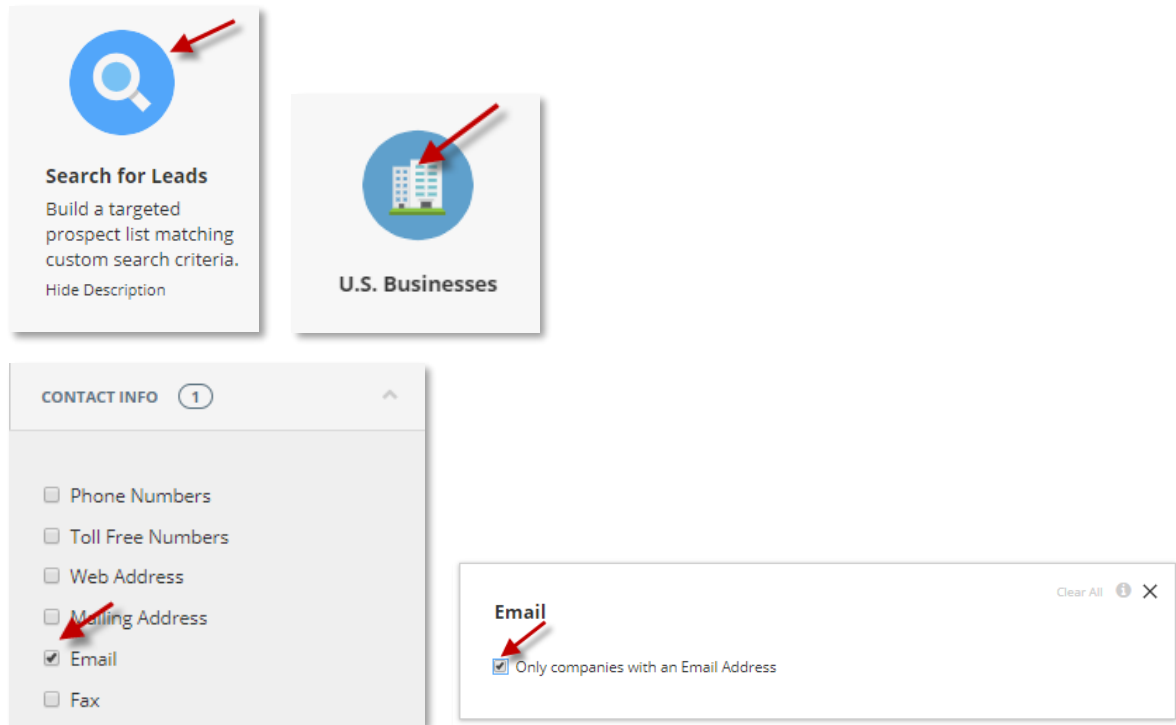 Search for Leads
Build a targeted
prospect list matching
custom search criteria.
Hide Description
U.S. Businesses
CONTACT INFO 1
Phone Numbers
Toll Free Numbers
Web Address
Mailing Address
Email
Fax
Clear All
Email
Only companies with an Email Address